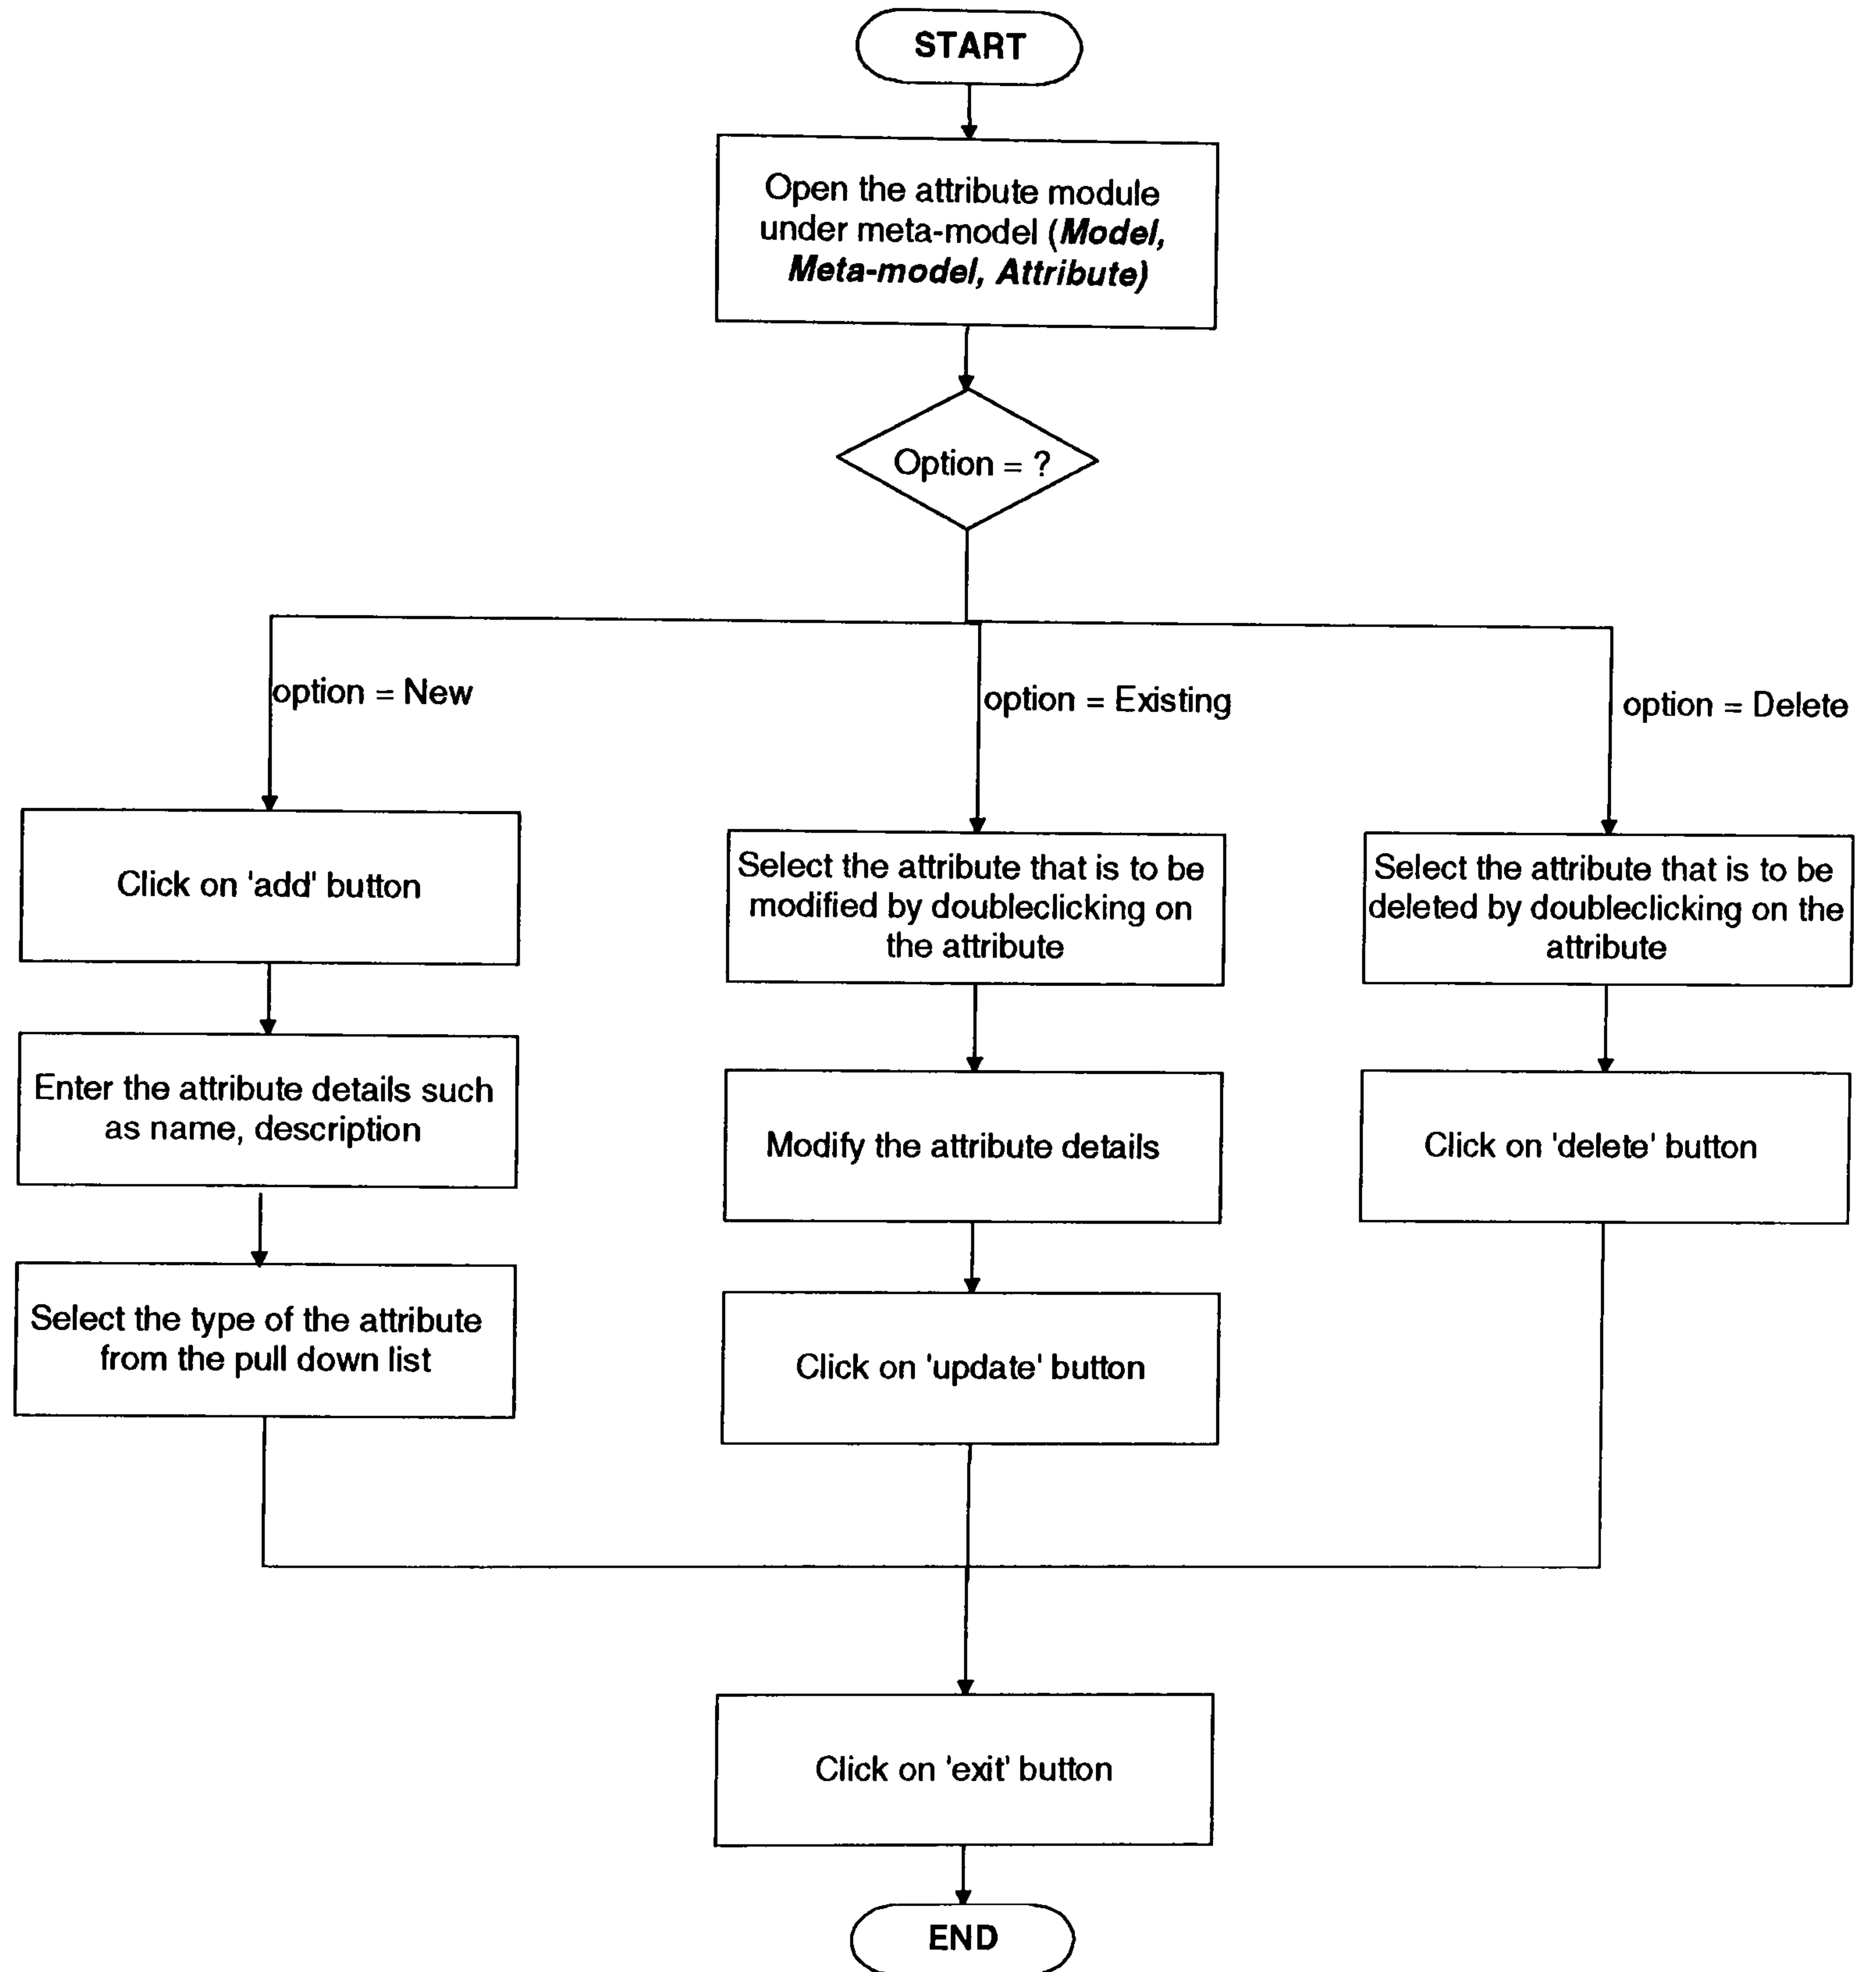 START
Open the attribute module
under meta-model (Model,
Meta-model, Attribute)
Option = ?
option = New
option = Existing
option = Delete
Click on 'add' button
Enter the attribute details such
as name, description
Select the type of the attribute
from the pull down list
Select the attribute that is to be
modified by doubleclicking on
the attribute
Modify the attribute details
Click on 'update' button
Select the attribute that is to be
deleted by doubleclicking on the
attribute
Click on 'delete' button
Click on 'exit' button
END